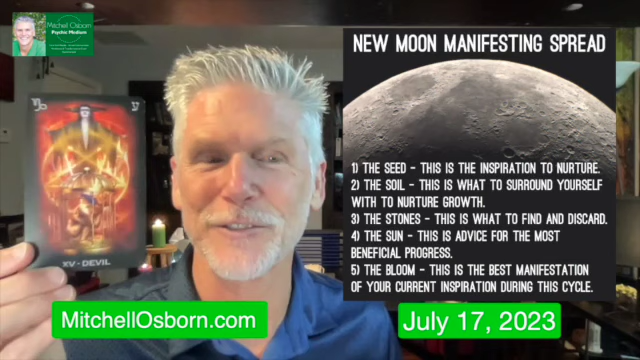 Mitchell Osborn
Psychic Medium
XV - DEVIL
NEW MOON MANIFESTING SPREAD
1) THE SEED - THIS IS THE INSPIRATION TO NURTURE.
2) THE SOIL - THIS IS WHAT TO SURROUND YOURSELF
WITH TO NURTURE GROWTH.
3) THE STONES - THIS IS WHAT TO FIND AND DISCARD.
4) THE SUN - THIS IS ADVICE FOR THE MOST
BENEFICIAL PROGRESS.
5) THE BLOOM - THIS IS THE BEST MANIFESTATION
OF YOUR CURRENT INSPIRATION DURING THIS CYCLE.
MitchellOsborn.com
July 17, 2023